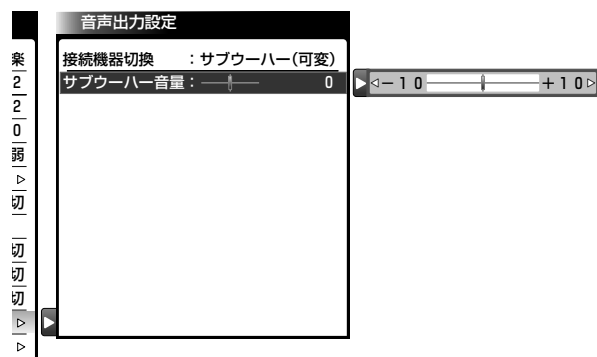 音声出力設定
接続機器切換 ：サブウーハー(可変)
サブウーハー音量： 0
－１０ ＋１０
楽
2
2
0
弱
切
切
切
切